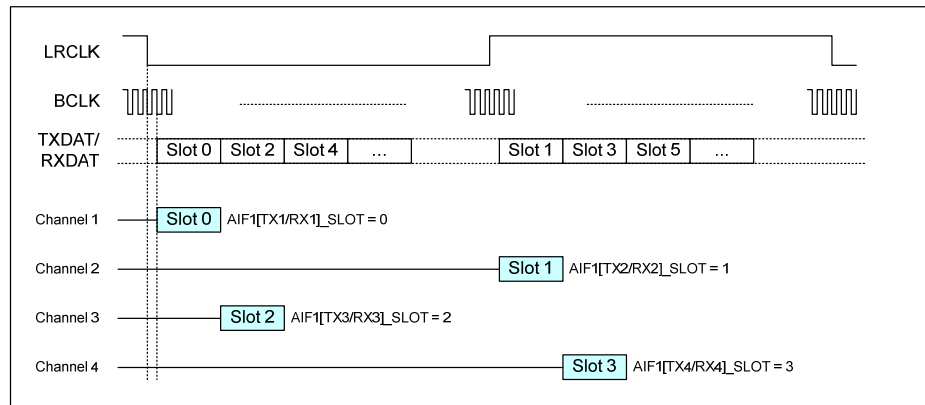 LRCLK
BCLK
TXDAT/
RXDAT
Slot 0 Slot 2 Slot 4 ... Slot 1 Slot 3 Slot 5 ...
Channel 1 Slot 0 AIF1[TX1/RX1]_SLOT = 0
Channel 2 Slot 1 AIF1[TX2/RX2]_SLOT = 1
Channel 3 Slot 2 AIF1[TX3/RX3]_SLOT = 2
Channel 4 Slot 3 AIF1[TX4/RX4]_SLOT = 3